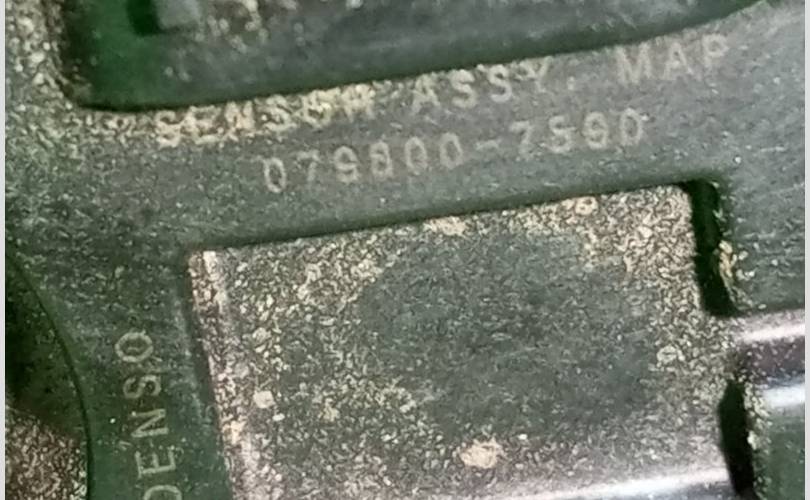 SENSOR ASSY, MAP
079800-7590
DENSO